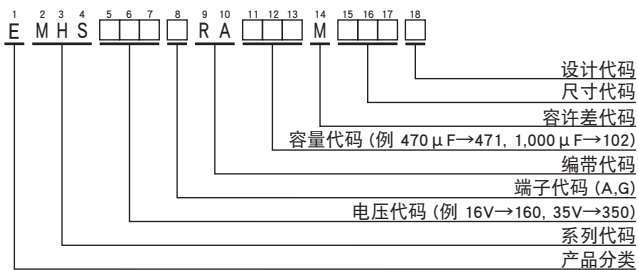 1 2 3 4 5 6 7 8 9 10 11 12 13 14 15 16 17 18
E M H S □ □ □ □ R A □ □ □ M □ □ □ □
设计代码
尺寸代码
容许差代码
容量代码 (例 470μF→471, 1,000μF→102)
编带代码
端子代码 (A,G)
电压代码 (例 16V→160, 35V→350)
系列代码
产品分类